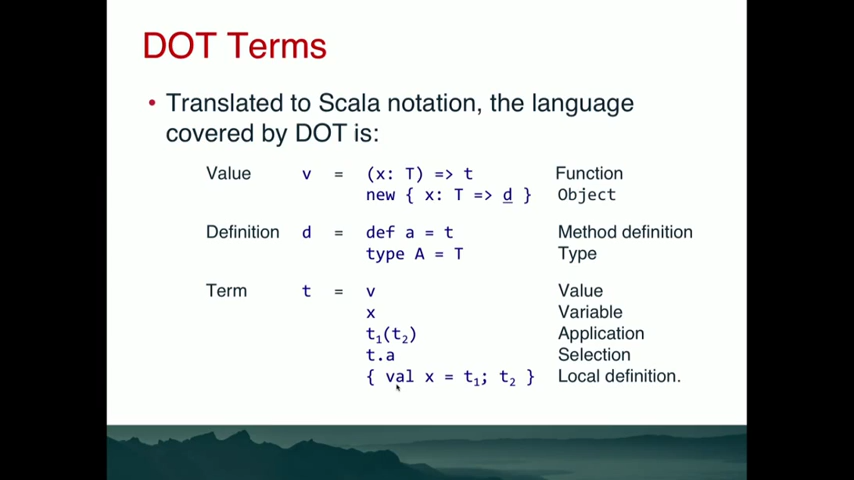 DOT Terms
• Translated to Scala notation, the language
covered by DOT is:
Value v = (x: T) => t Function
new { x: T => d } Object
Definition d = def a = t Method definition
type A = T Type
Term t = v Value
x Variable
t₁(t₂) Application
t.a Selection
{ val x = t₁; t₂ } Local definition.